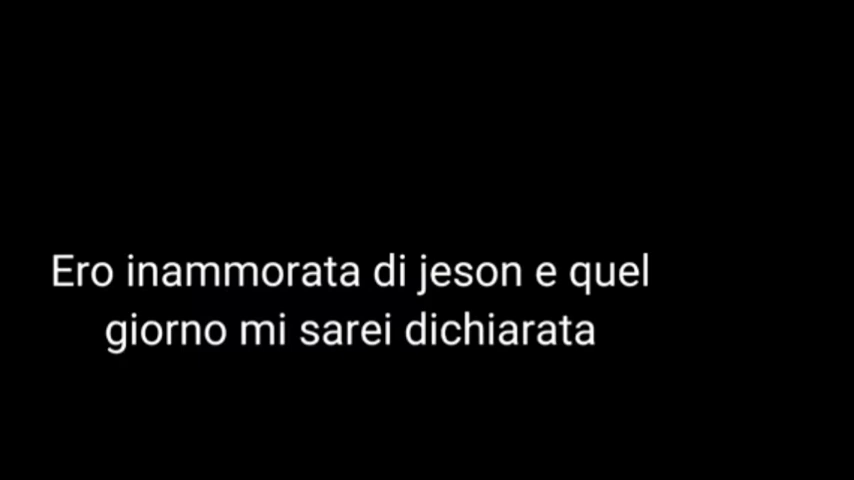 Ero inammorata di jeson e quel
giorno mi sarei dichiarata